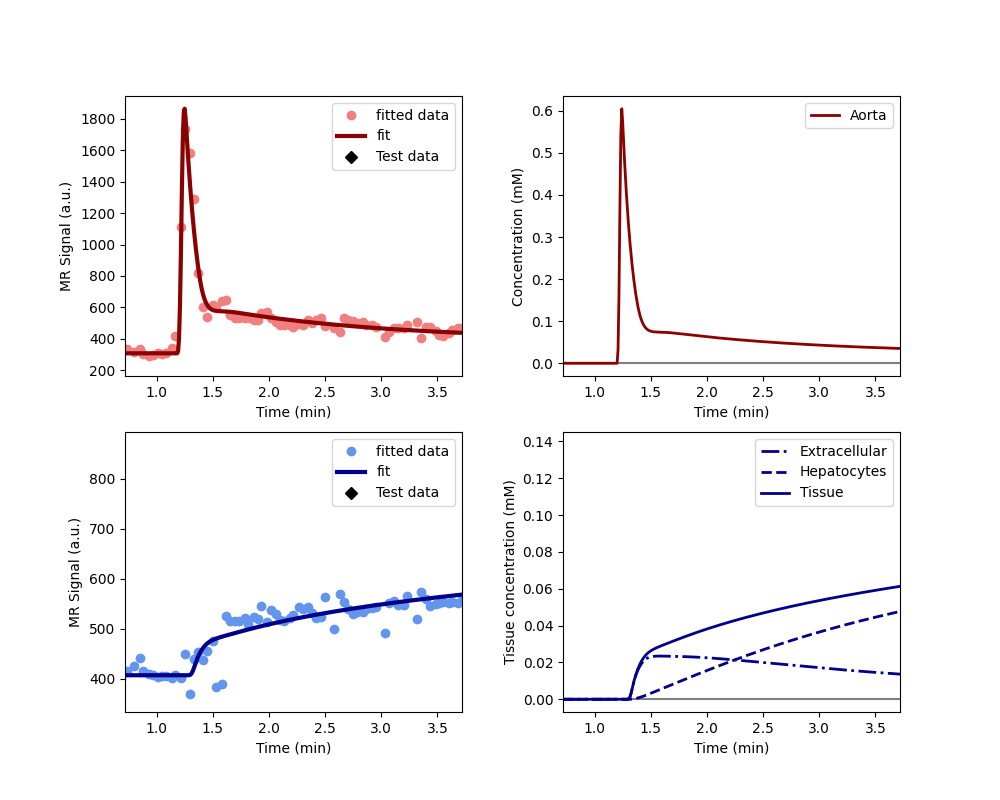 MR Signal (a.u.)
1800
1600
1400
1200
1000
800
600
400
200
fitted data
fit
Test data
1.0 1.5 2.0 2.5 3.0 3.5
Time (min)
Concentration (mM)
0.6
0.5
0.4
0.3
0.2
0.1
0.0
Aorta
1.0 1.5 2.0 2.5 3.0 3.5
Time (min)
MR Signal (a.u.)
800
700
600
500
400
fitted data
fit
Test data
1.0 1.5 2.0 2.5 3.0 3.5
Time (min)
Tissue concentration (mM)
0.14
0.12
0.10
0.08
0.06
0.04
0.02
0.00
Extracellular
Hepatocytes
Tissue
1.0 1.5 2.0 2.5 3.0 3.5
Time (min)